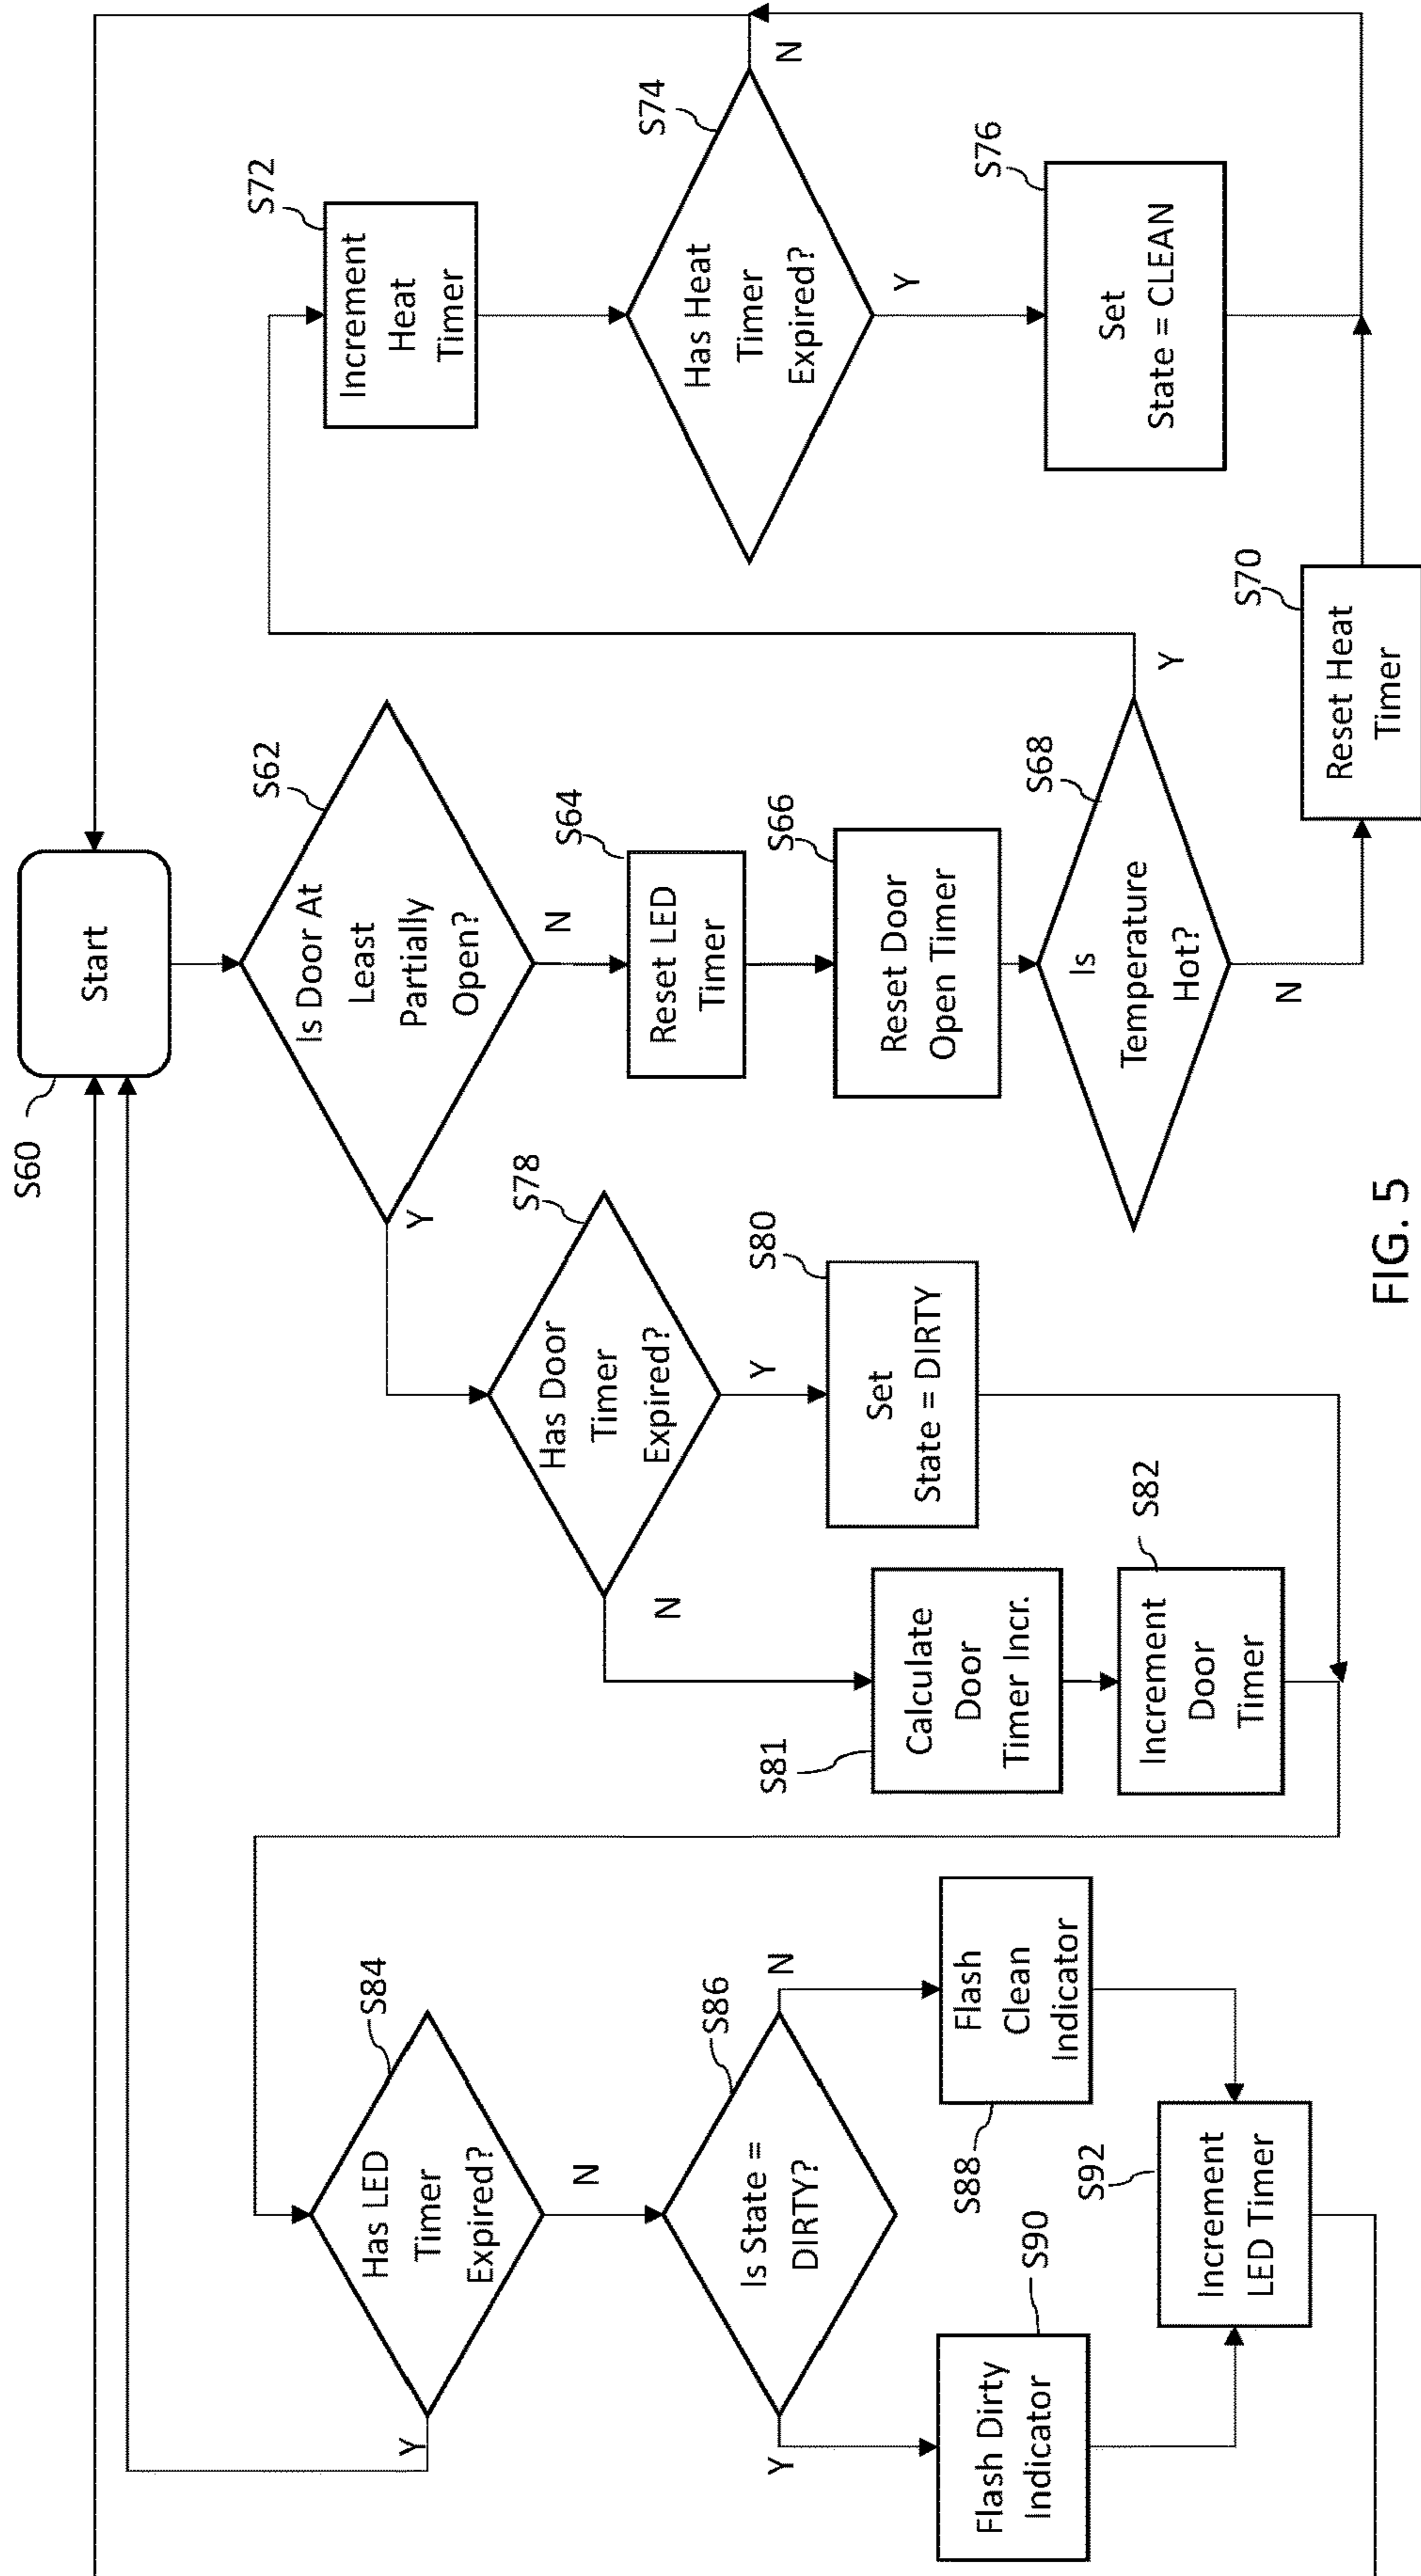 S60
Start
S62
Is Door At
Least
Partially
Open?
Y
N
S64
Reset LED
Timer
S66
Reset Door
Open Timer
S68
Is
Temperature
Hot?
Y
N
S70
Reset Heat
Timer
S72
Increment
Heat
Timer
S74
Has Heat
Timer
Expired?
N
Y
S76
Set
State = CLEAN
S78
Has Door
Timer
Expired?
Y
N
S80
Set
State = DIRTY
S81
Calculate
Door
Timer Incr.
S82
Increment
Door
Timer
S84
Has LED
Timer
Expired?
Y
N
S86
Is State =
DIRTY?
N
Y
S88
Flash
Clean
Indicator
S90
Flash Dirty
Indicator
S92
Increment
LED Timer
FIG. 5